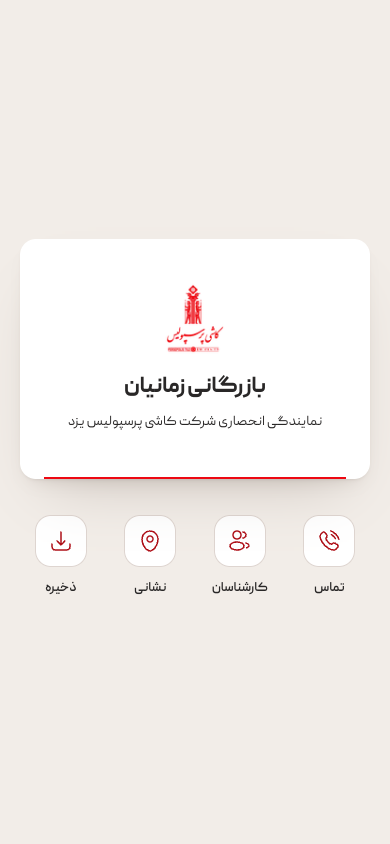 کاشی پرسپولیس
بازرگانی زمانیان
نمایندگی انحصاری شرکت کاشی پرسپولیس یزد
تماس
کارشناسان
نشانی
ذخیره